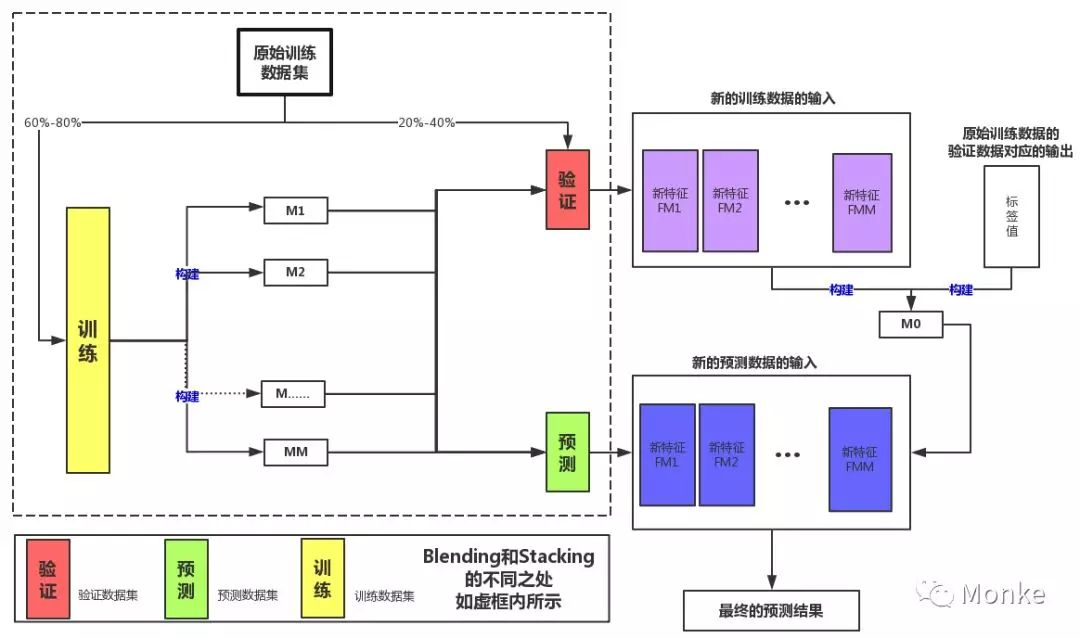 原始训练
数据集
60%-80%
20%-40%
训
练
构建
构建
M1
M2
M......
MM
验
证
预
测
新的训练数据的输入
新特征
FM1
新特征
FM2
...
新特征
FMM
原始训练数据的
验证数据对应的输出
标
签
值
构建
构建
M0
新的预测数据的输入
新特征
FM1
新特征
FM2
...
新特征
FMM
最终的预测结果
验
证
验证数据集
预
测
预测数据集
训
练
训练数据集
Blending和Stacking
的不同之处
如虚框内所示
Monke